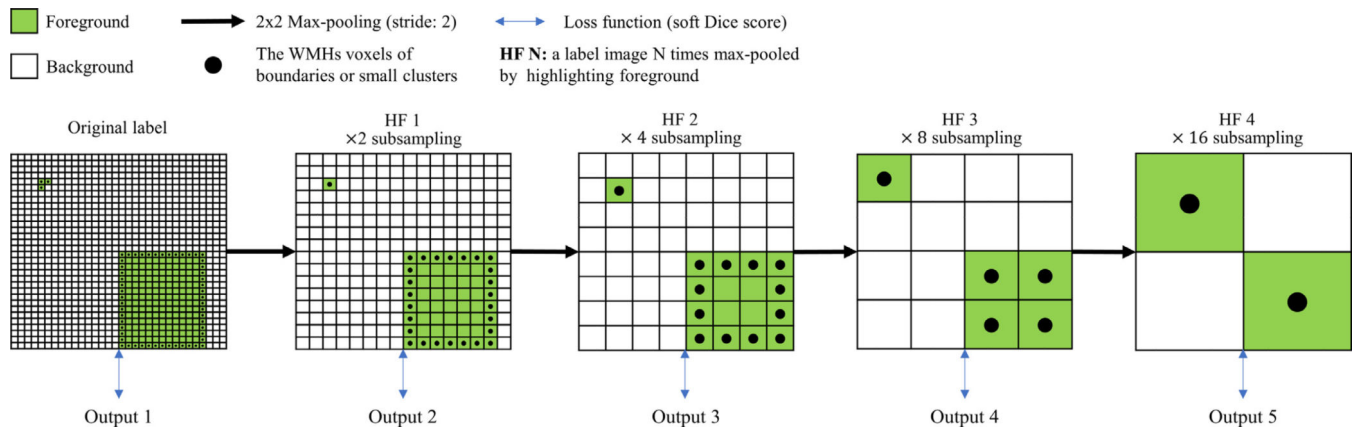 Foreground
2x2 Max-pooling (stride: 2)
Loss function (soft Dice score)
Background
The WMHs voxels of
boundaries or small clusters
HF N: a label image N times max-pooled
by highlighting foreground
Original label
HF 1
×2 subsampling
HF 2
× 4 subsampling
HF 3
× 8 subsampling
HF 4
× 16 subsampling
Output 1
Output 2
Output 3
Output 4
Output 5